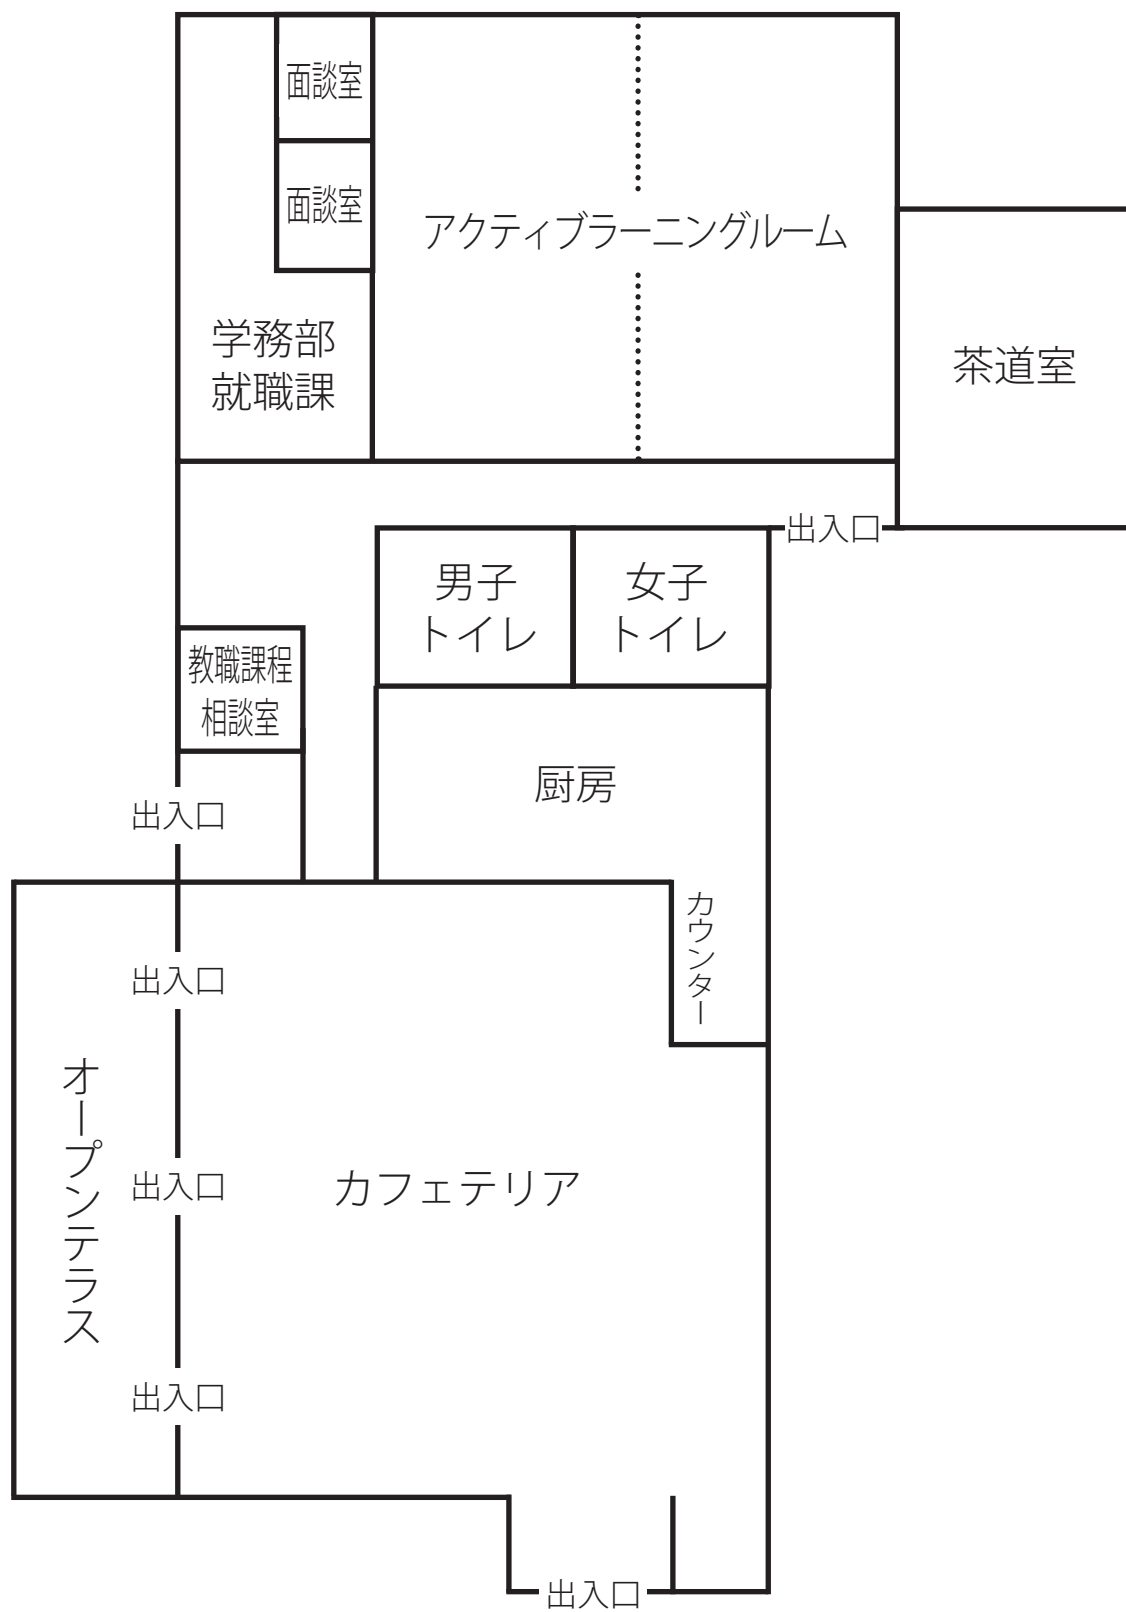 面談室
面談室
アクティブラーニングルーム
学務部
就職課
茶道室
出入口
男子
トイレ
女子
トイレ
教職課程
相談室
厨房
出入口
カウンター
出入口
オープンテラス
出入口
カフェテリア
出入口
出入口